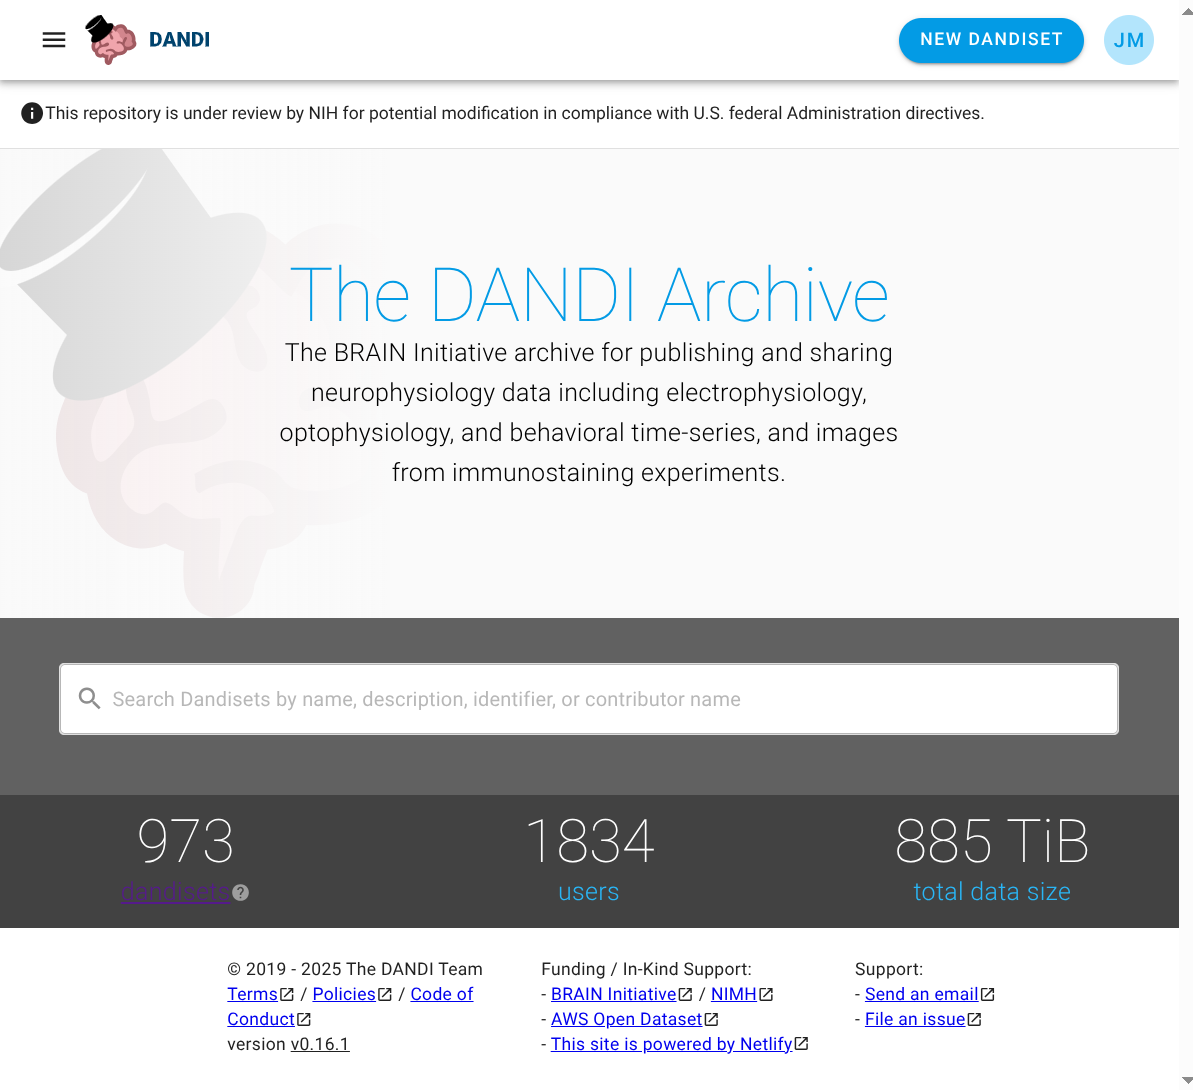 DANDI
NEW DANDISET
JM
This repository is under review by NIH for potential modification in compliance with U.S. federal Administration directives.
The DANDI Archive
The BRAIN Initiative archive for publishing and sharing
neurophysiology data including electrophysiology,
optophysiology, and behavioral time-series, and images
from immunostaining experiments.
Search Dandisets by name, description, identifier, or contributor name
973
dandisets
1834
users
885 TiB
total data size
© 2019 - 2025 The DANDI Team
Terms / Policies / Code of
Conduct
version v0.16.1
Funding / In-Kind Support:
- BRAIN Initiative / NIMH
- AWS Open Dataset
- This site is powered by Netlify
Support:
- Send an email
- File an issue